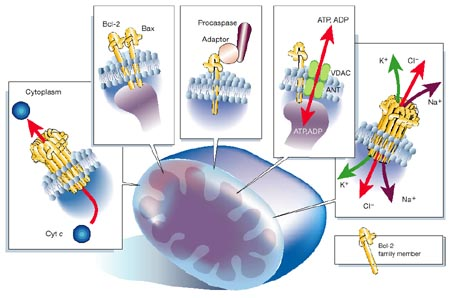 Bcl-2
Bax
Procaspase
Adaptor
ATP, ADP
VDAC
ANT
ATP,ADP
Cytoplasm
Cyt c
K+
Cl–
Na+
K+
Cl–
Na+
Bcl-2
family member